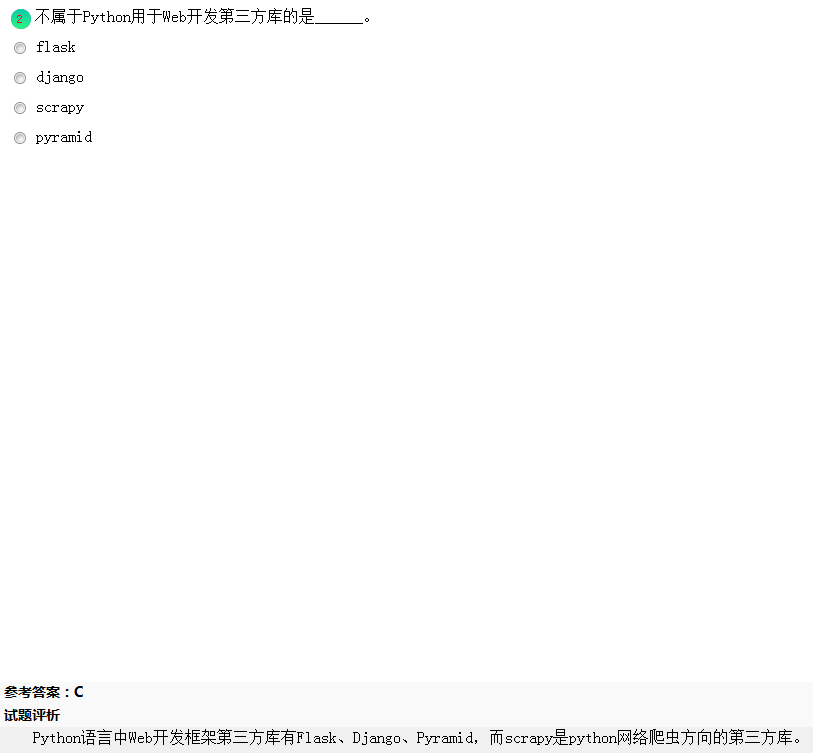 2 不属于Python用于Web开发第三方库的是______。
flask
django
scrapy
pyramid
参考答案：C
试题评析
Python语言中Web开发框架第三方库有Flask、Django、Pyramid，而scrapy是python网络爬虫方向的第三方库。